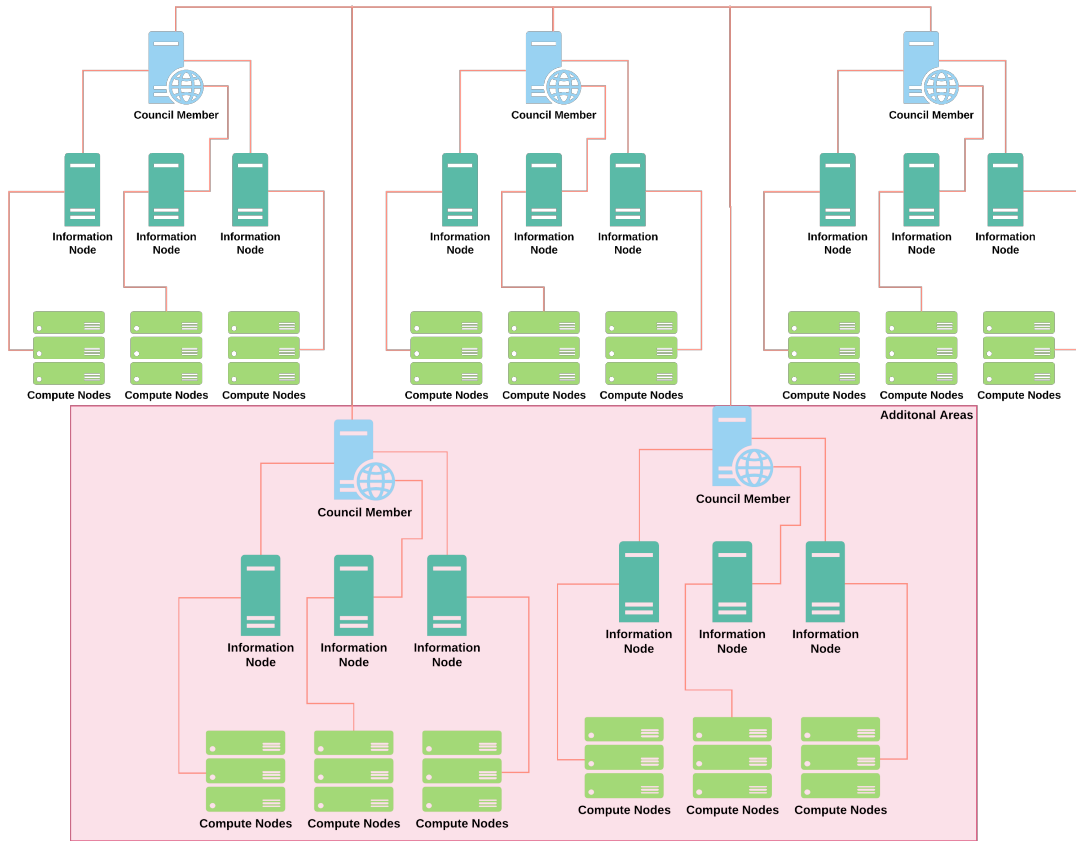 Council Member
Council Member
Council Member
Information
Node
Information
Node
Information
Node
Information
Node
Information
Node
Information
Node
Information
Node
Information
Node
Information
Node
Compute Nodes
Compute Nodes
Compute Nodes
Compute Nodes
Compute Nodes
Compute Nodes
Compute Nodes
Compute Nodes
Compute Nodes
Additonal Areas
Council Member
Council Member
Information
Node
Information
Node
Information
Node
Information
Node
Information
Node
Information
Node
Compute Nodes
Compute Nodes
Compute Nodes
Compute Nodes
Compute Nodes
Compute Nodes